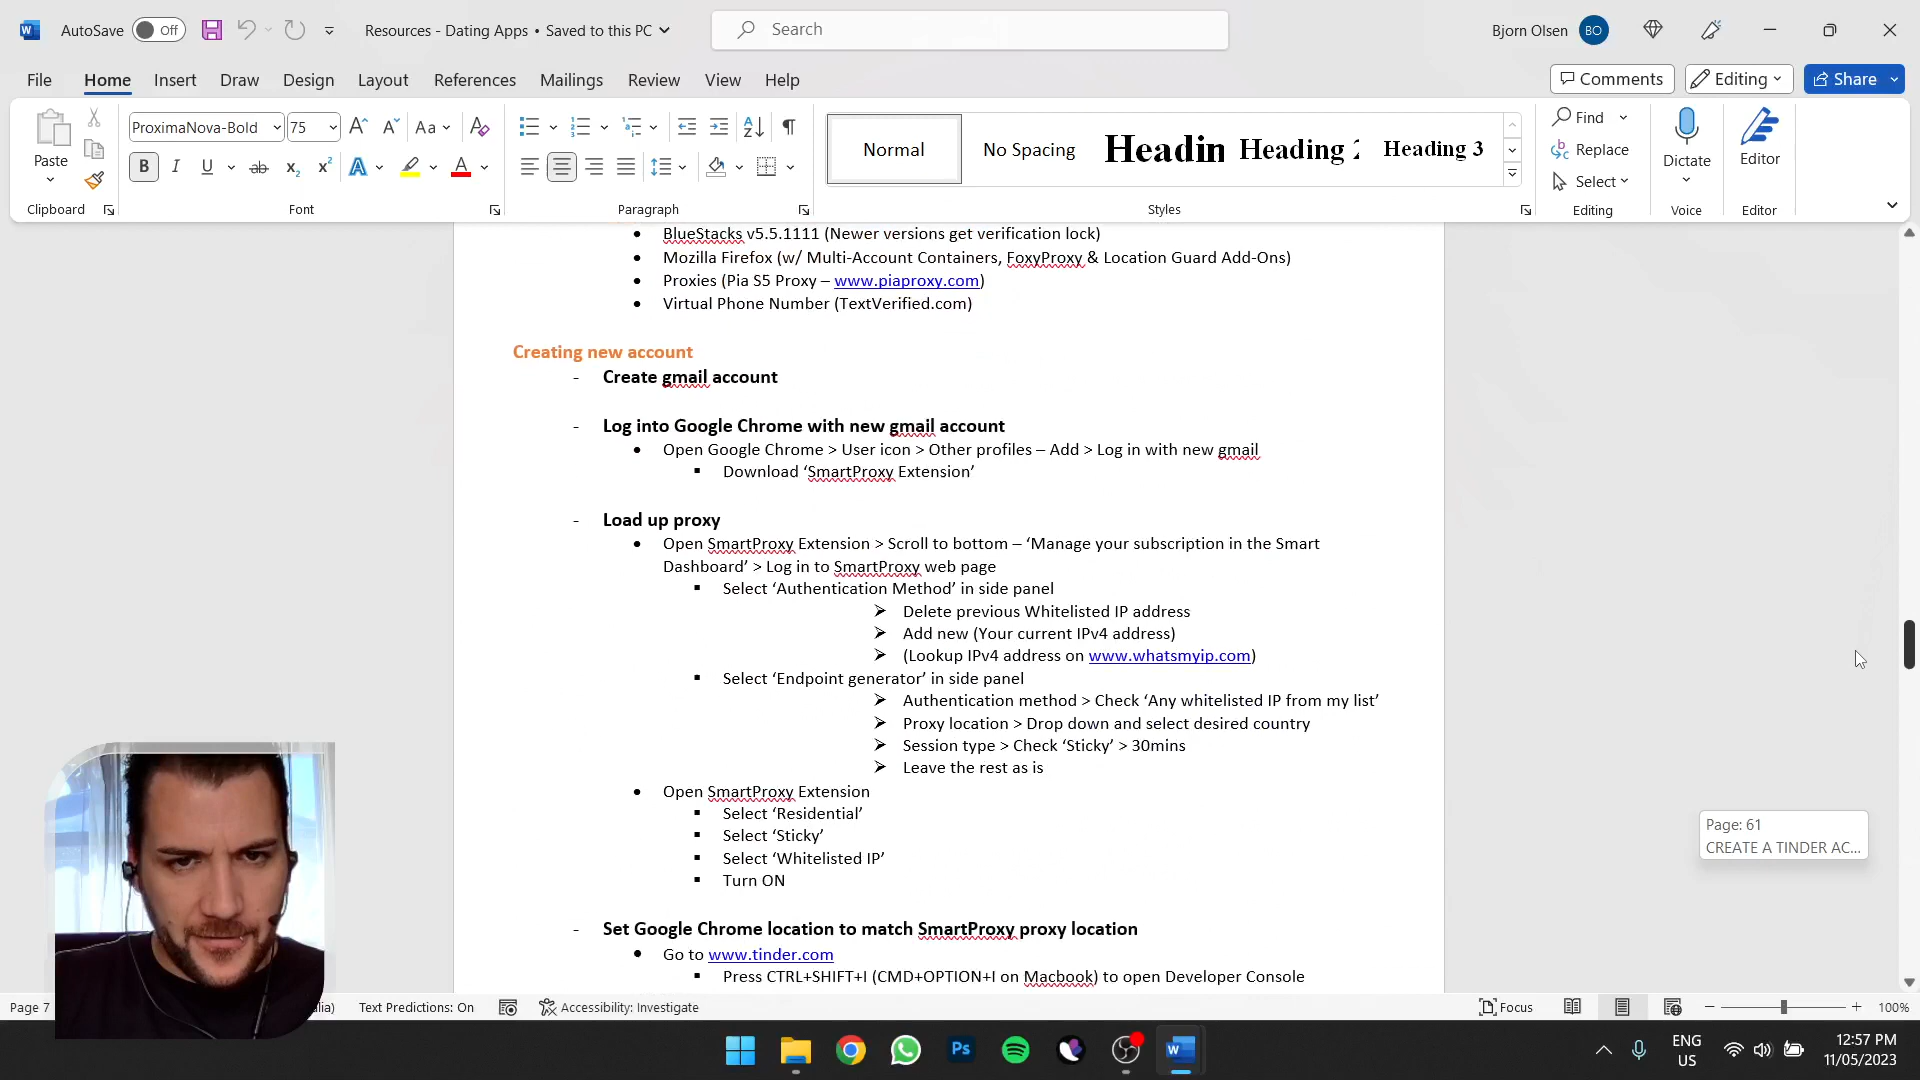 AutoSave Off Resources - Dating Apps • Saved to this PC Search Bjorn Olsen BO
File Home Insert Draw Design Layout References Mailings Review View Help Comments Editing Share
ProximaNova-Bold 75 Aa
Paste
B I U ab x₂ x² A A
Clipboard Font Paragraph
Normal No Spacing Headin Heading 2 Heading 3
Styles
Find
Replace
Select
Editing
Dictate
Voice
Editor
Editor
• BlueStacks v5.5.1111 (Newer versions get verification lock)
• Mozilla Firefox (w/ Multi-Account Containers, FoxyProxy & Location Guard Add-Ons)
• Proxies (Pia S5 Proxy – www.piaproxy.com)
• Virtual Phone Number (TextVerified.com)
Creating new account
- Create gmail account
- Log into Google Chrome with new gmail account
• Open Google Chrome > User icon > Other profiles – Add > Log in with new gmail
▪ Download ‘SmartProxy Extension’
- Load up proxy
• Open SmartProxy Extension > Scroll to bottom – ‘Manage your subscription in the Smart
Dashboard’ > Log in to SmartProxy web page
▪ Select ‘Authentication Method’ in side panel
➢ Delete previous Whitelisted IP address
➢ Add new (Your current IPv4 address)
➢ (Lookup IPv4 address on www.whatsmyip.com)
▪ Select ‘Endpoint generator’ in side panel
➢ Authentication method > Check ‘Any whitelisted IP from my list’
➢ Proxy location > Drop down and select desired country
➢ Session type > Check ‘Sticky’ > 30mins
➢ Leave the rest as is
• Open SmartProxy Extension
▪ Select ‘Residential’
▪ Select ‘Sticky’
▪ Select ‘Whitelisted IP’
▪ Turn ON
- Set Google Chrome location to match SmartProxy proxy location
• Go to www.tinder.com
▪ Press CTRL+SHIFT+I (CMD+OPTION+I on Macbook) to open Developer Console
Page: 61
CREATE A TINDER AC...
Page 7 Text Predictions: On Accessibility: Investigate Focus 100%
Ps
ENG
US
12:57 PM
11/05/2023